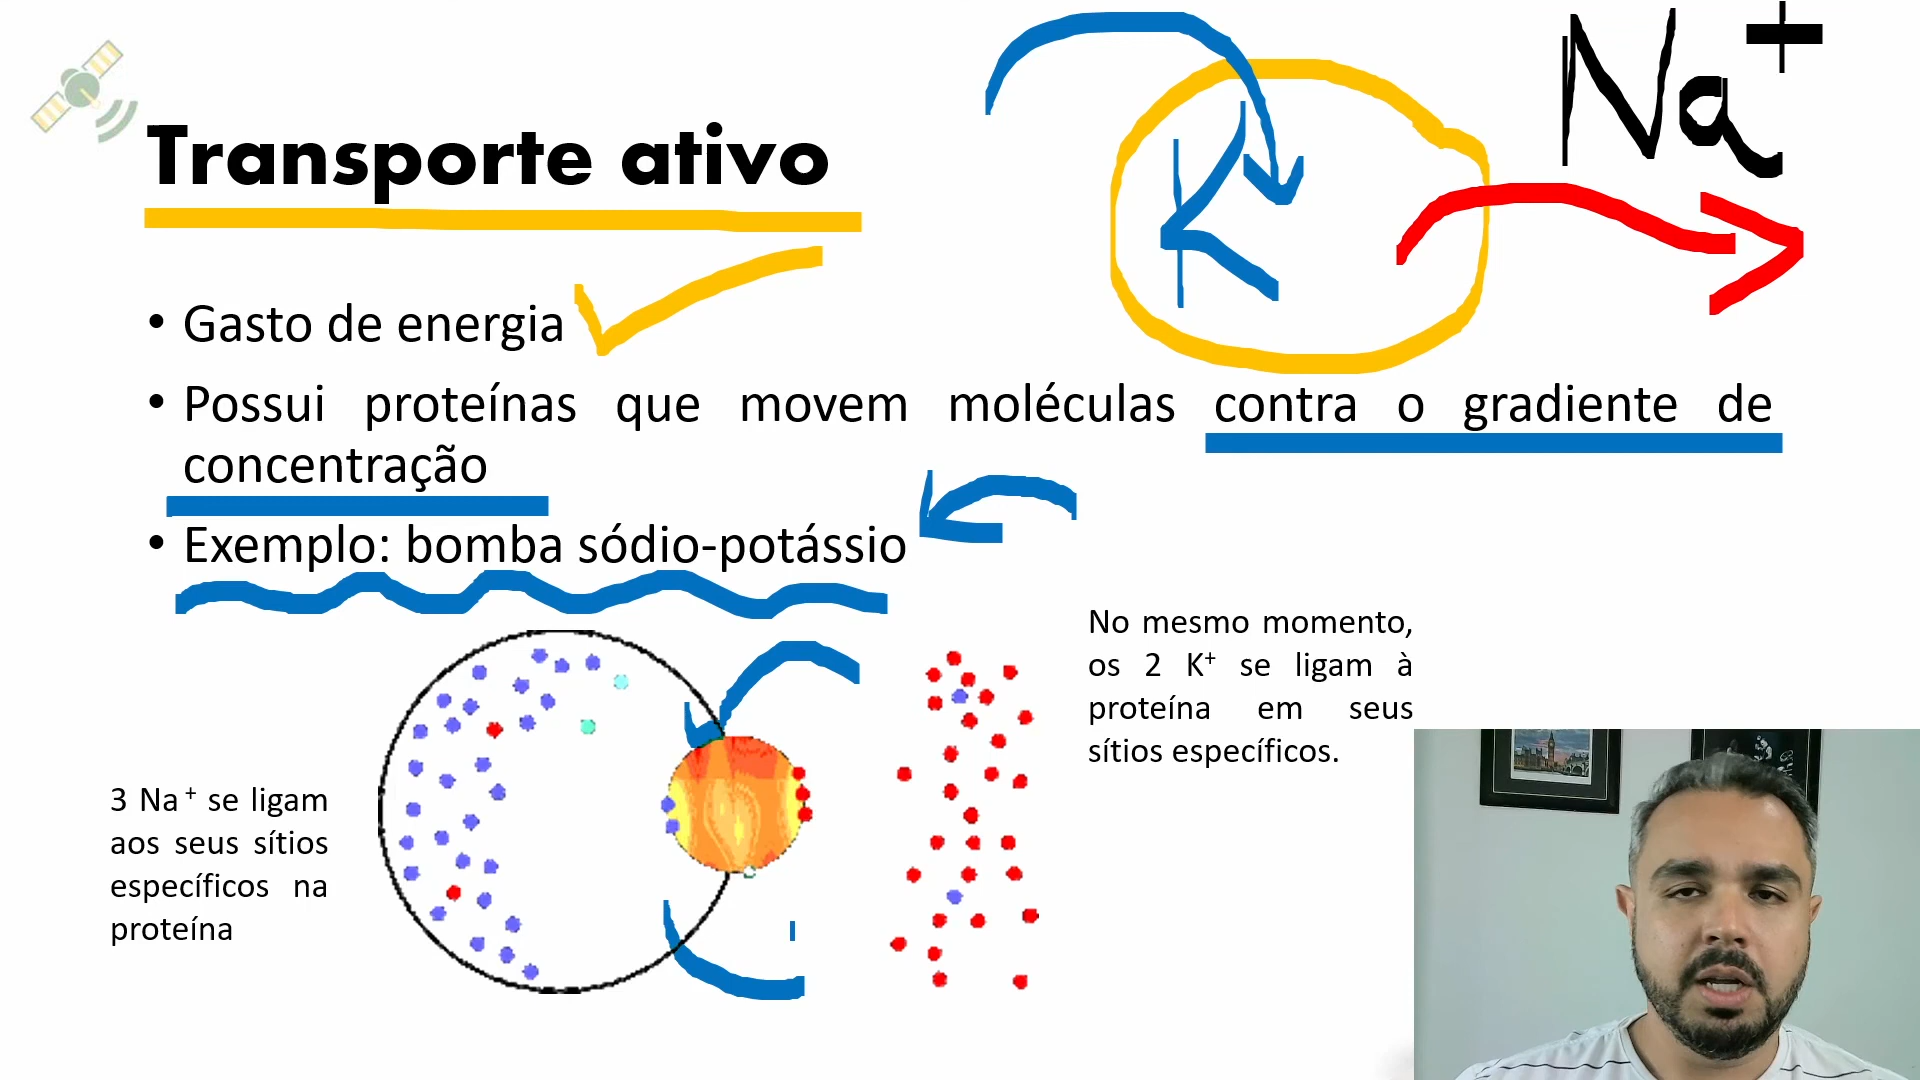 Na+
K
Transporte ativo
• Gasto de energia
• Possui proteínas que movem moléculas contra o gradiente de
concentração
• Exemplo: bomba sódio-potássio
No mesmo momento,
os 2 K⁺ se ligam à
proteína em seus
sítios específicos.
3 Na⁺ se ligam
aos seus sítios
específicos na
proteína